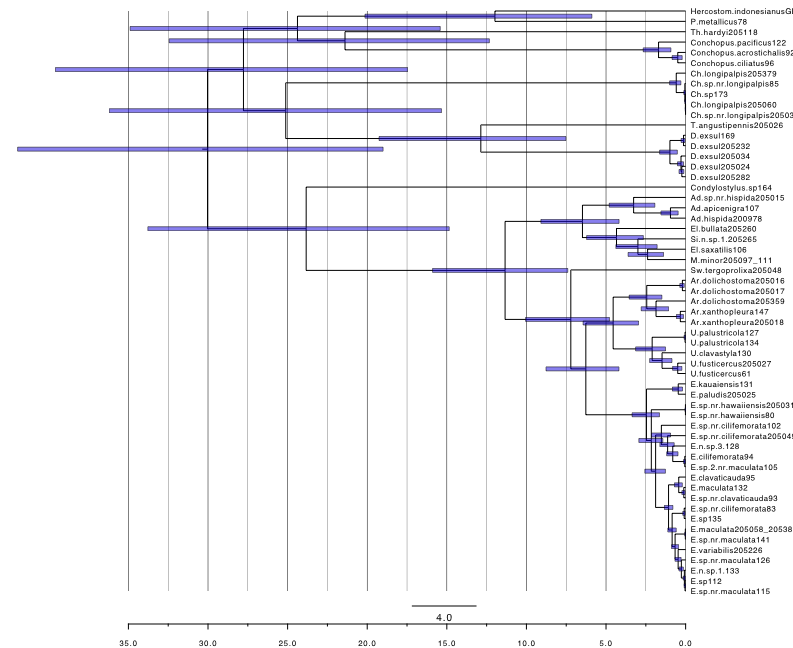 Hercostom.indonesianusG
P.metallicus78
Th.hardyi205118
Conchopus.pacificus122
Conchopus.acrostichalis92
Conchopus.ciliatus96
Ch.longipalpis205379
Ch.sp.nr.longipalpis85
Ch.sp173
Ch.longipalpis205060
Ch.sp.nr.longipalpis20503
T.angustipennis205026
D.exsul169
D.exsul205232
D.exsul205034
D.exsul205024
D.exsul205282
Condylostylus.sp164
Ad.sp.nr.hispida205015
Ad.apicenigra107
Ad.hispida200978
El.bullata205260
Si.n.sp.1.205265
El.saxatilis106
M.minor205097_111
Sw.tergoprolixa205048
Ar.dolichostoma205016
Ar.dolichostoma205017
Ar.dolichostoma205359
Ar.xanthopleura147
Ar.xanthopleura205018
U.palustricola127
U.palustricola134
U.clavastyla130
U.fusticercus205027
U.fusticercus61
E.kauaiensis131
E.paludis205025
E.sp.nr.hawaiiensis205031
E.sp.nr.hawaiiensis80
E.sp.nr.cilifemorata102
E.sp.nr.cilifemorata205049
E.n.sp.3.128
E.cilifemorata94
E.sp.2.nr.maculata105
E.clavaticauda95
E.maculata132
E.sp.nr.clavaticauda93
E.sp.nr.cilifemorata83
E.sp135
E.maculata205058_20538
E.sp.nr.maculata141
E.variabilis205226
E.sp.nr.maculata126
E.n.sp.1.133
E.sp112
E.sp.nr.maculata115
4.0
35.0 30.0 25.0 20.0 15.0 10.0 5.0 0.0